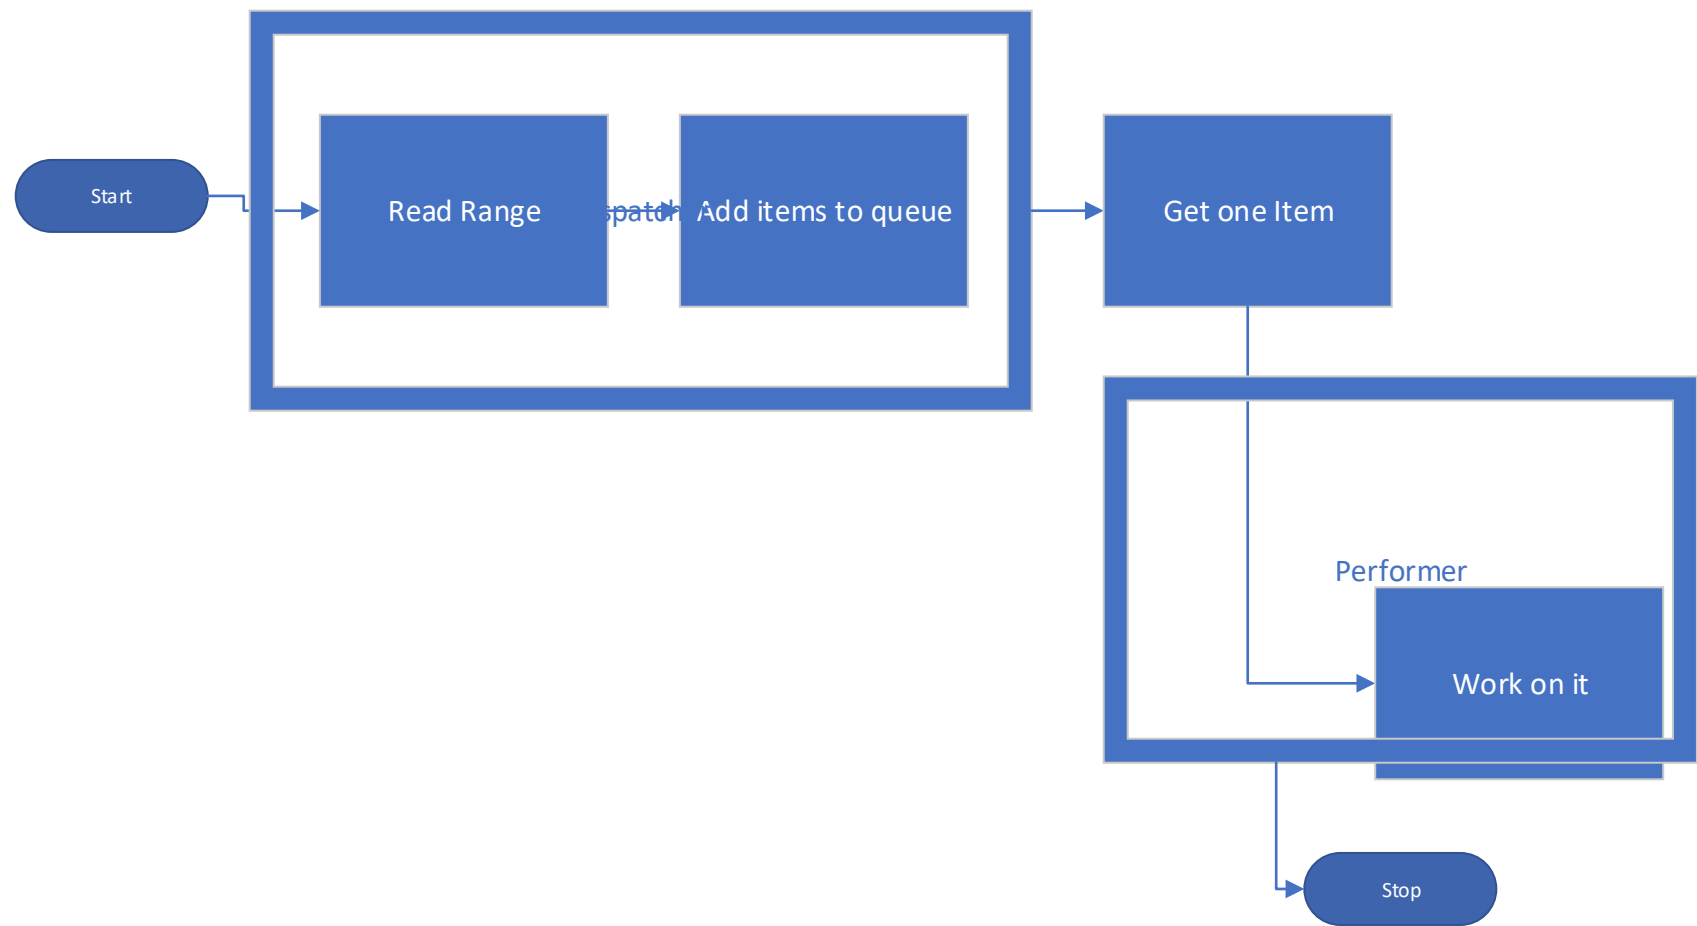 Start
Read Range
Add items to queue
Get one Item
Performer
Work on it
Stop